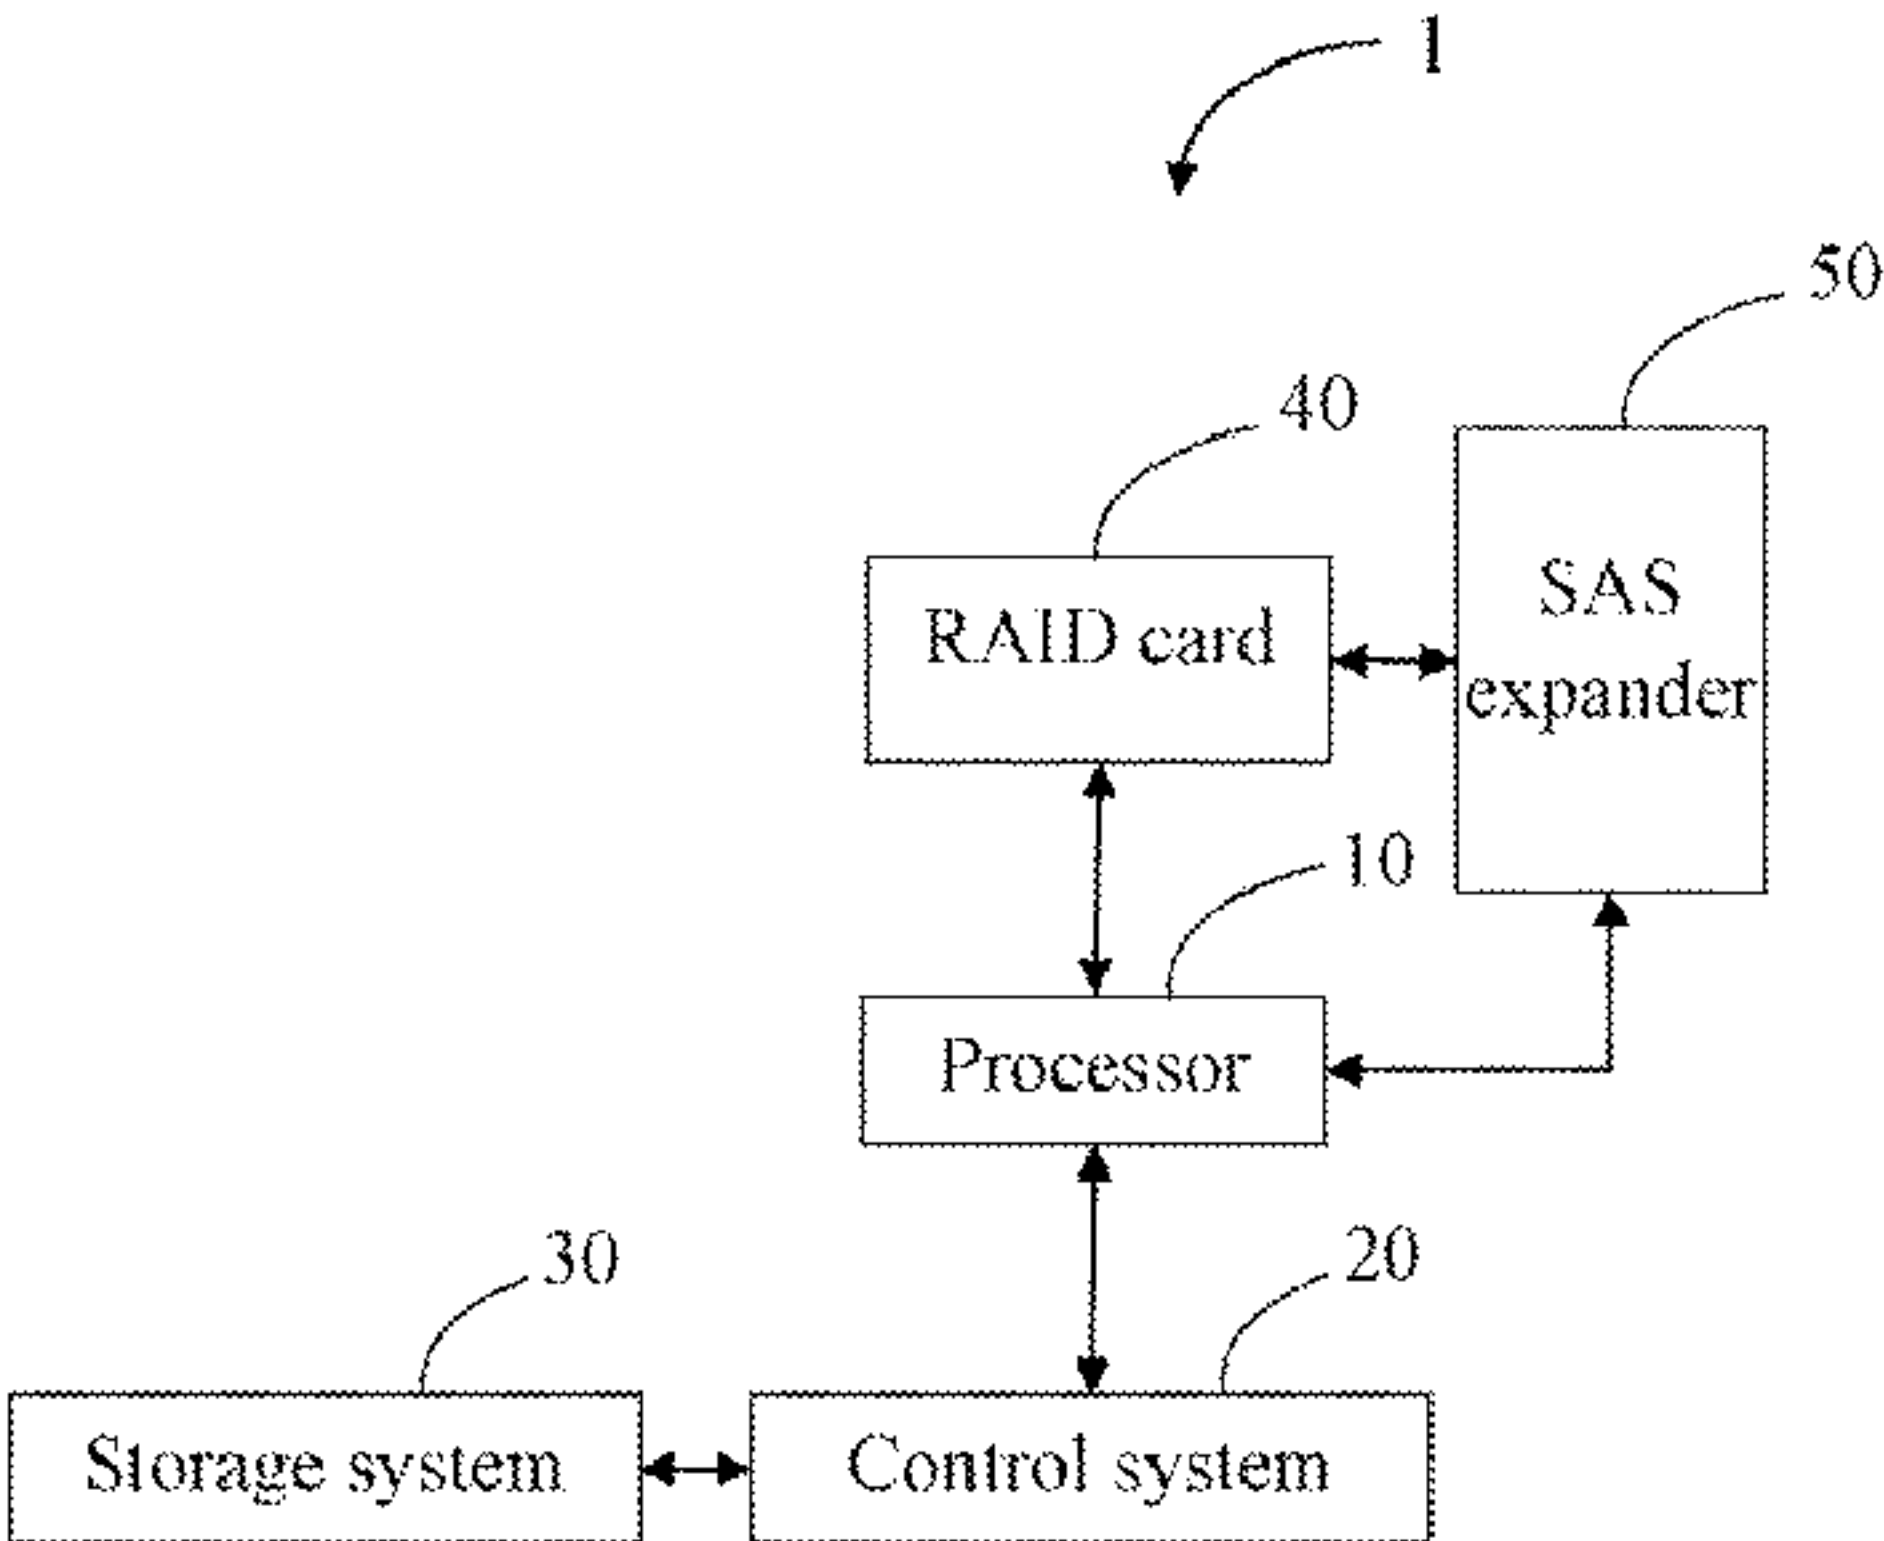 1
50
40
SAS
expander
RAID card
10
Processor
30
20
Storage system
Control system